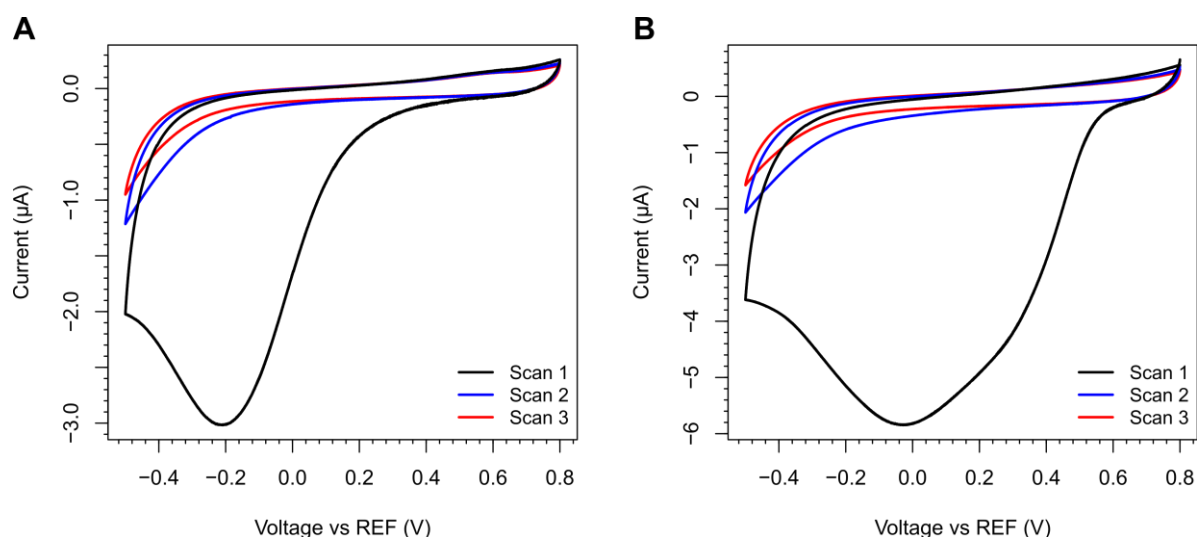 A
0.0
−1.0
−2.0
−3.0
Current (µA)
Scan 1
Scan 2
Scan 3
−0.4 −0.2 0.0 0.2 0.4 0.6 0.8
Voltage vs REF (V)
B
0
−1
−2
−3
−4
−5
−6
Current (µA)
Scan 1
Scan 2
Scan 3
−0.4 −0.2 0.0 0.2 0.4 0.6 0.8
Voltage vs REF (V)